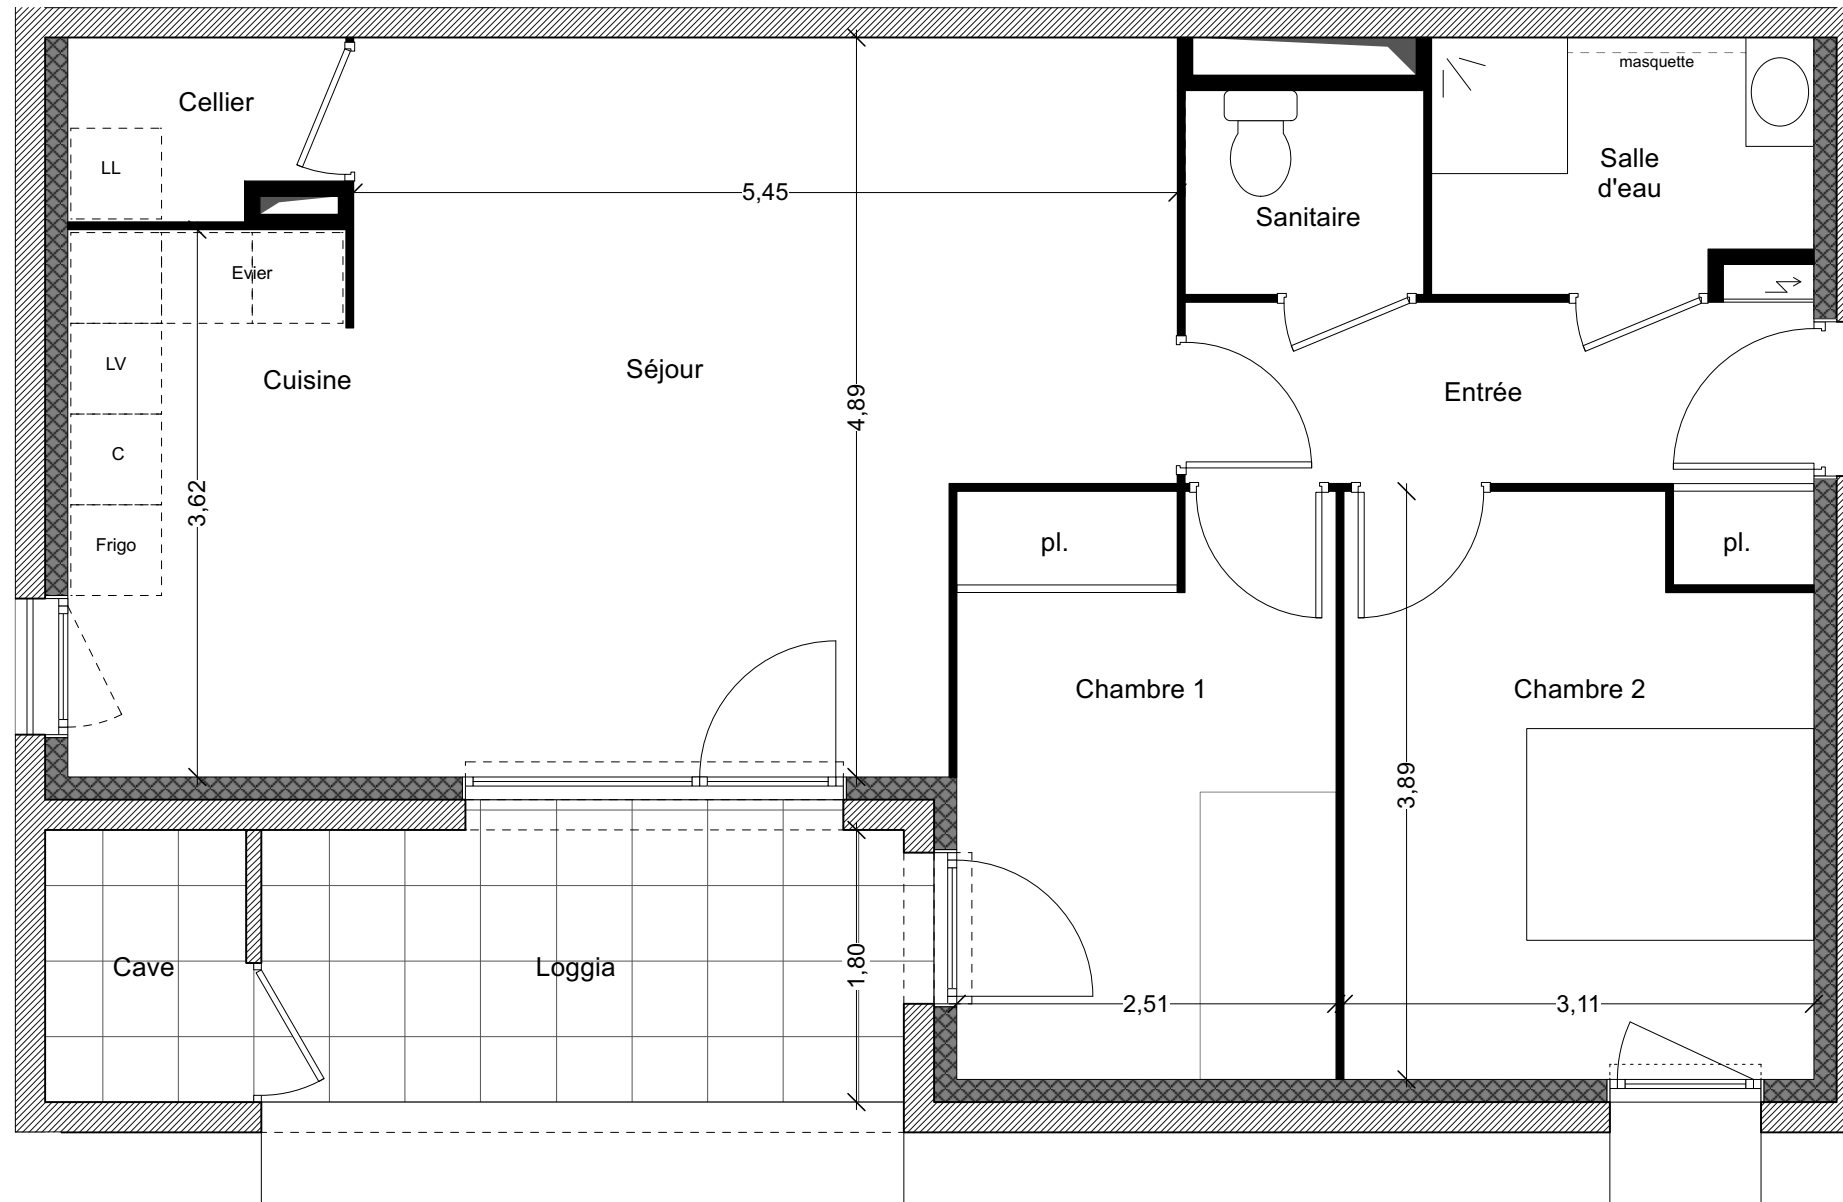 masquette
Cellier
LL
Salle
d'eau
5,45
Sanitaire
Evier
LV
Cuisine
Séjour
4,89
Entrée
C
3,62
Frigo
pl.
pl.
Chambre 1
Chambre 2
3,89
Cave
Loggia
1,80
2,51
3,11